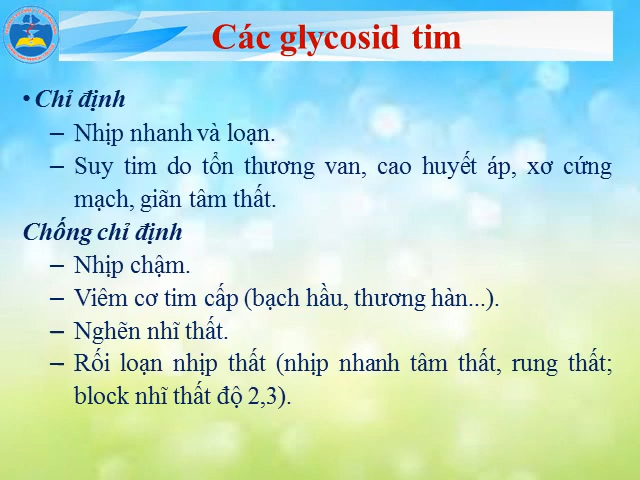 Các glycosid tim
• Chỉ định
– Nhịp nhanh và loạn.
– Suy tim do tổn thương van, cao huyết áp, xơ cứng
mạch, giãn tâm thất.
Chống chỉ định
– Nhịp chậm.
– Viêm cơ tim cấp (bạch hầu, thương hàn...).
– Nghẽn nhĩ thất.
– Rối loạn nhịp thất (nhịp nhanh tâm thất, rung thất;
block nhĩ thất độ 2,3).